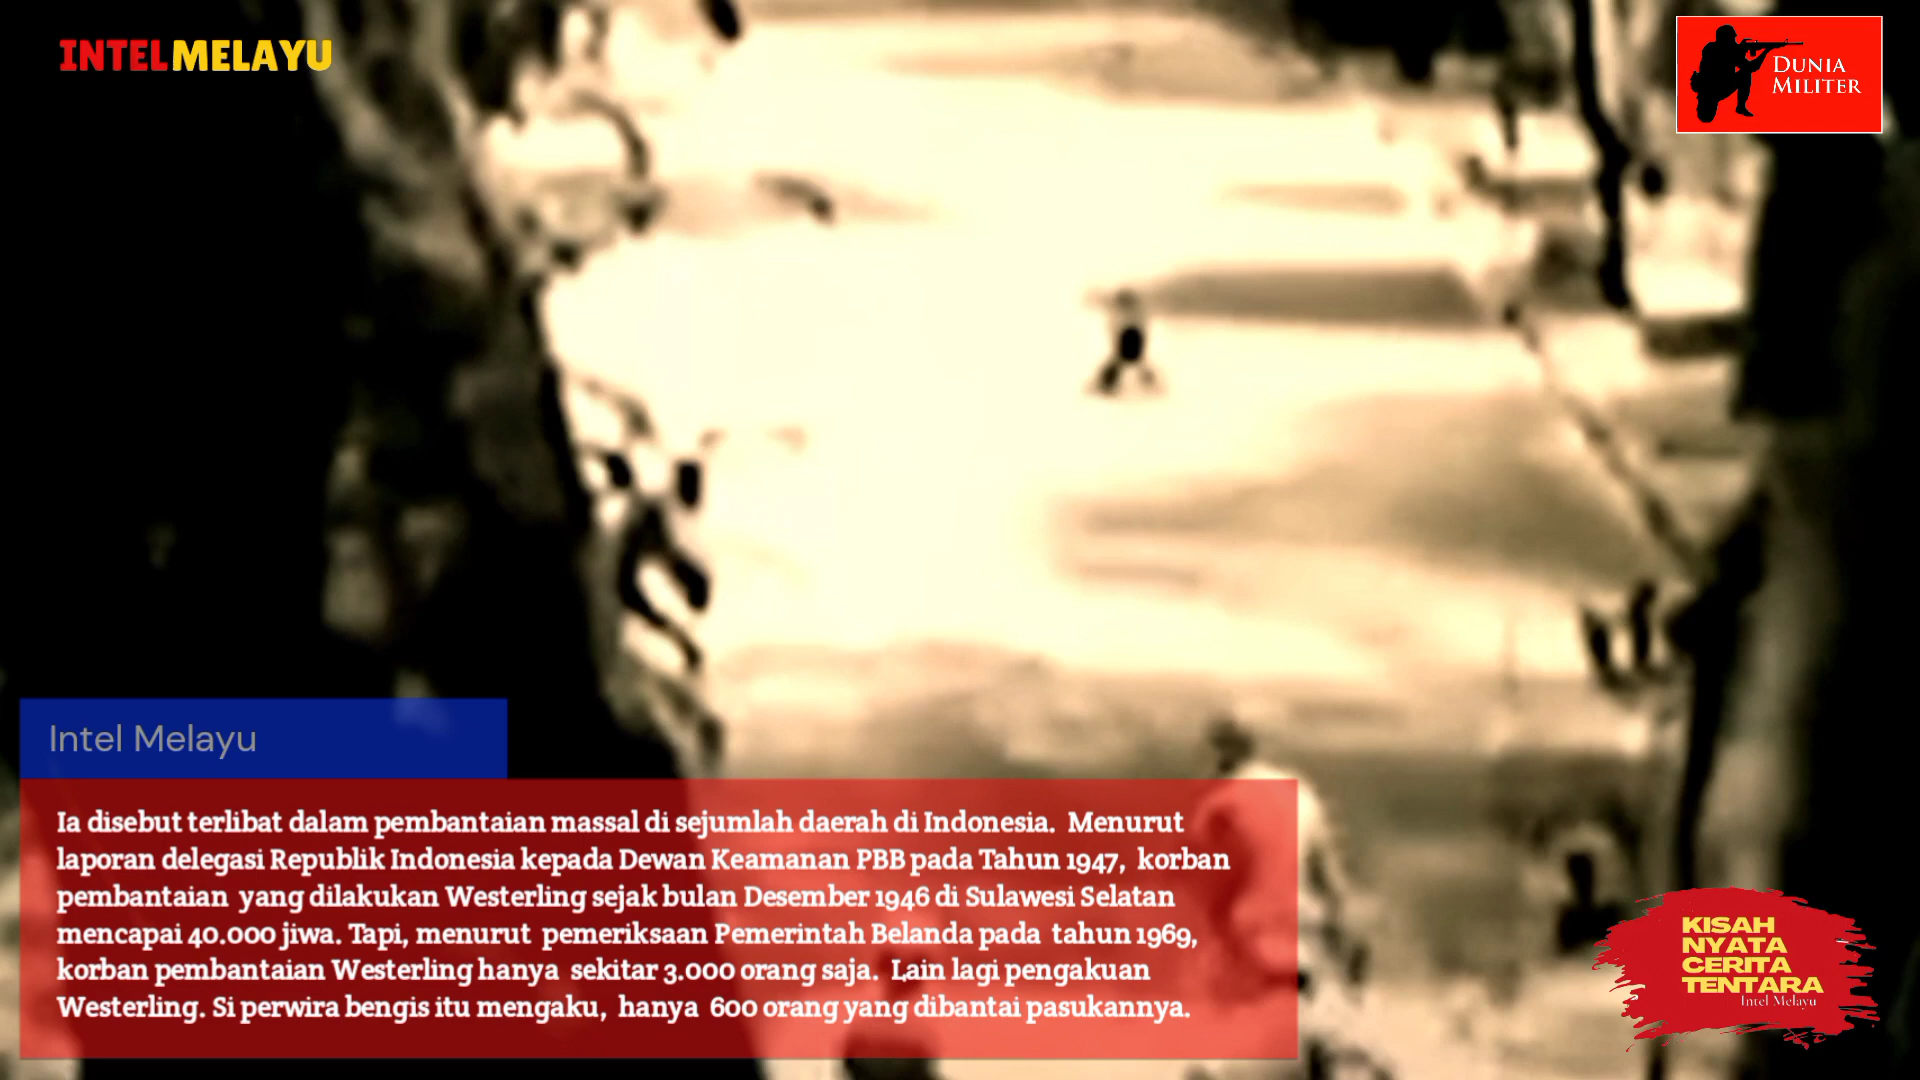 INTELMELAYU
DUNIA
MILITER
Intel Melayu
Ia disebut terlibat dalam pembantaian massal di sejumlah daerah di Indonesia. Menurut
laporan delegasi Republik Indonesia kepada Dewan Keamanan PBB pada Tahun 1947, korban
pembantaian yang dilakukan Westerling sejak bulan Desember 1946 di Sulawesi Selatan
mencapai 40.000 jiwa. Tapi, menurut pemeriksaan Pemerintah Belanda pada tahun 1969,
korban pembantaian Westerling hanya sekitar 3.000 orang saja. Lain lagi pengakuan
Westerling. Si perwira bengis itu mengaku, hanya 600 orang yang dibantai pasukannya.
KISAH
NYATA
CERITA
TENTARA
Intel Melayu